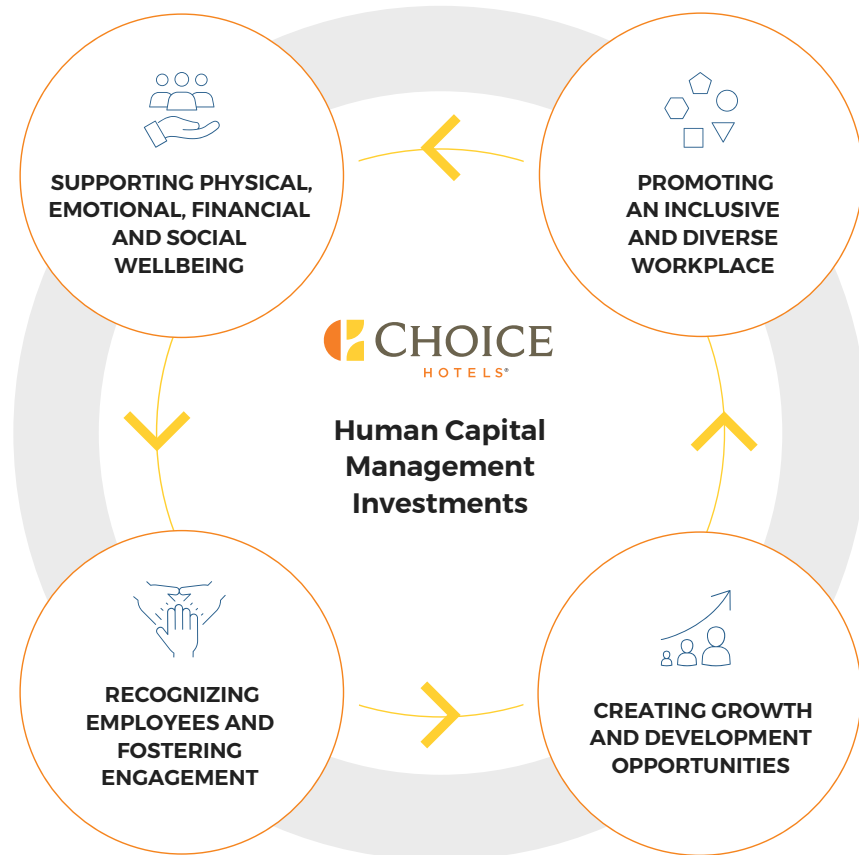 SUPPORTING PHYSICAL,
EMOTIONAL, FINANCIAL
AND SOCIAL
WELLBEING
PROMOTING
AN INCLUSIVE
AND DIVERSE
WORKPLACE
CHOICE
HOTELS®
Human Capital
Management
Investments
RECOGNIZING
EMPLOYEES AND
FOSTERING
ENGAGEMENT
CREATING GROWTH
AND DEVELOPMENT
OPPORTUNITIES